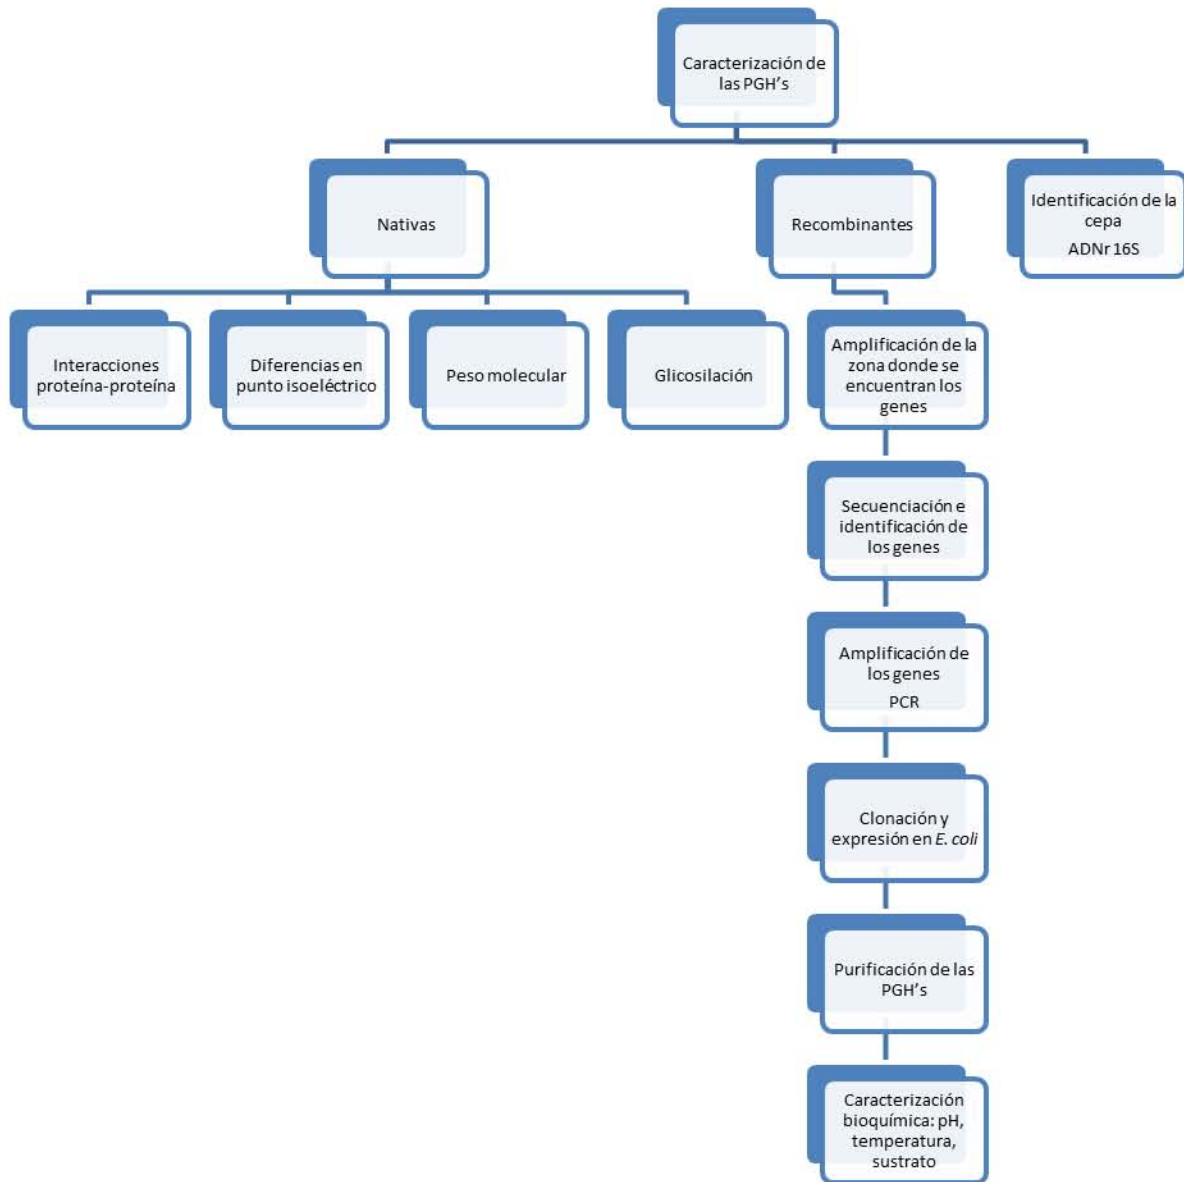 Caracterización de
las PGH's
Nativas
Recombinantes
Identificación de la
cepa
ADNr 16S
Interacciones
proteína-proteína
Diferencias en
punto isoeléctrico
Peso molecular
Glicosilación
Amplificación de la
zona donde se
encuentran los
genes
Secuenciación e
identificación de
los genes
Amplificación de
los genes
PCR
Clonación y
expresión en E. coli
Purificación de las
PGH's
Caracterización
bioquímica: pH,
temperatura,
sustrato